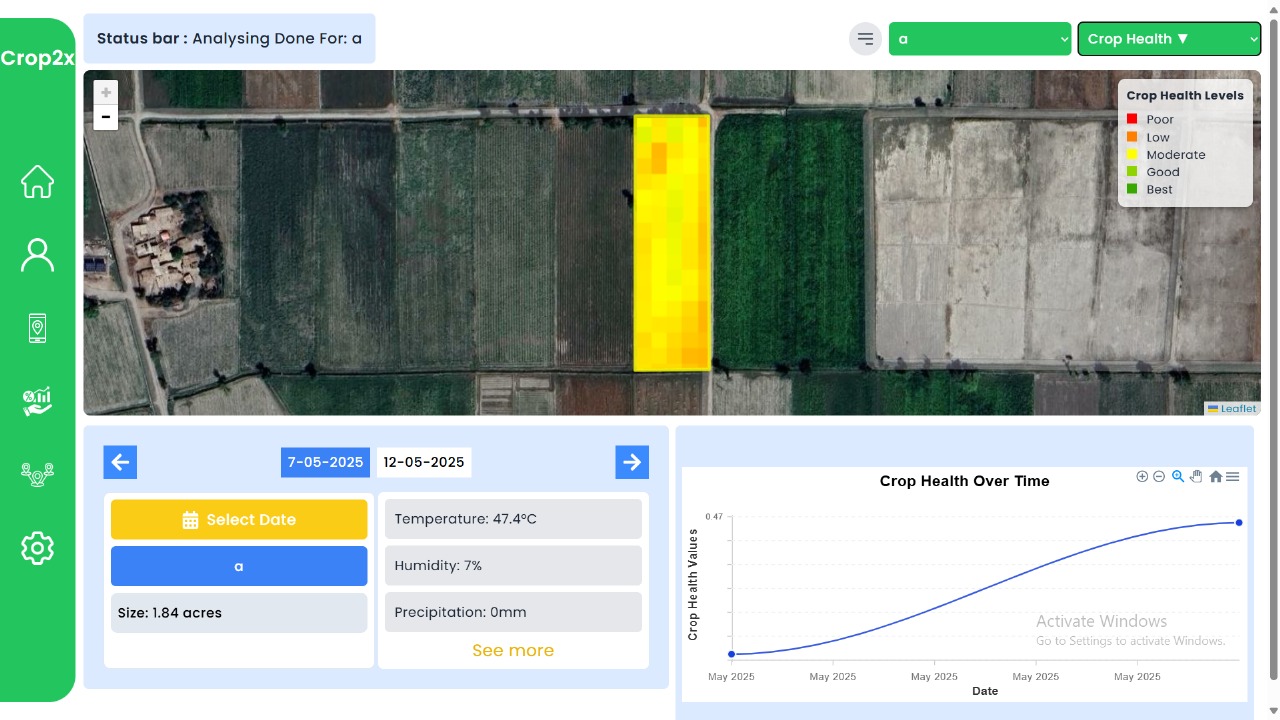 Crop2x
Status bar : Analysing Done For: a
a
Crop Health ▼
+
-
Crop Health Levels
Poor
Low
Moderate
Good
Best
Leaflet
7-05-2025
12-05-2025
Select Date
a
Size: 1.84 acres
Temperature: 47.4°C
Humidity: 7%
Precipitation: 0mm
See more
Crop Health Over Time
0.47
Crop Health Values
May 2025 May 2025 May 2025 May 2025 May 2025
Date
Activate Windows
Go to Settings to activate Windows.